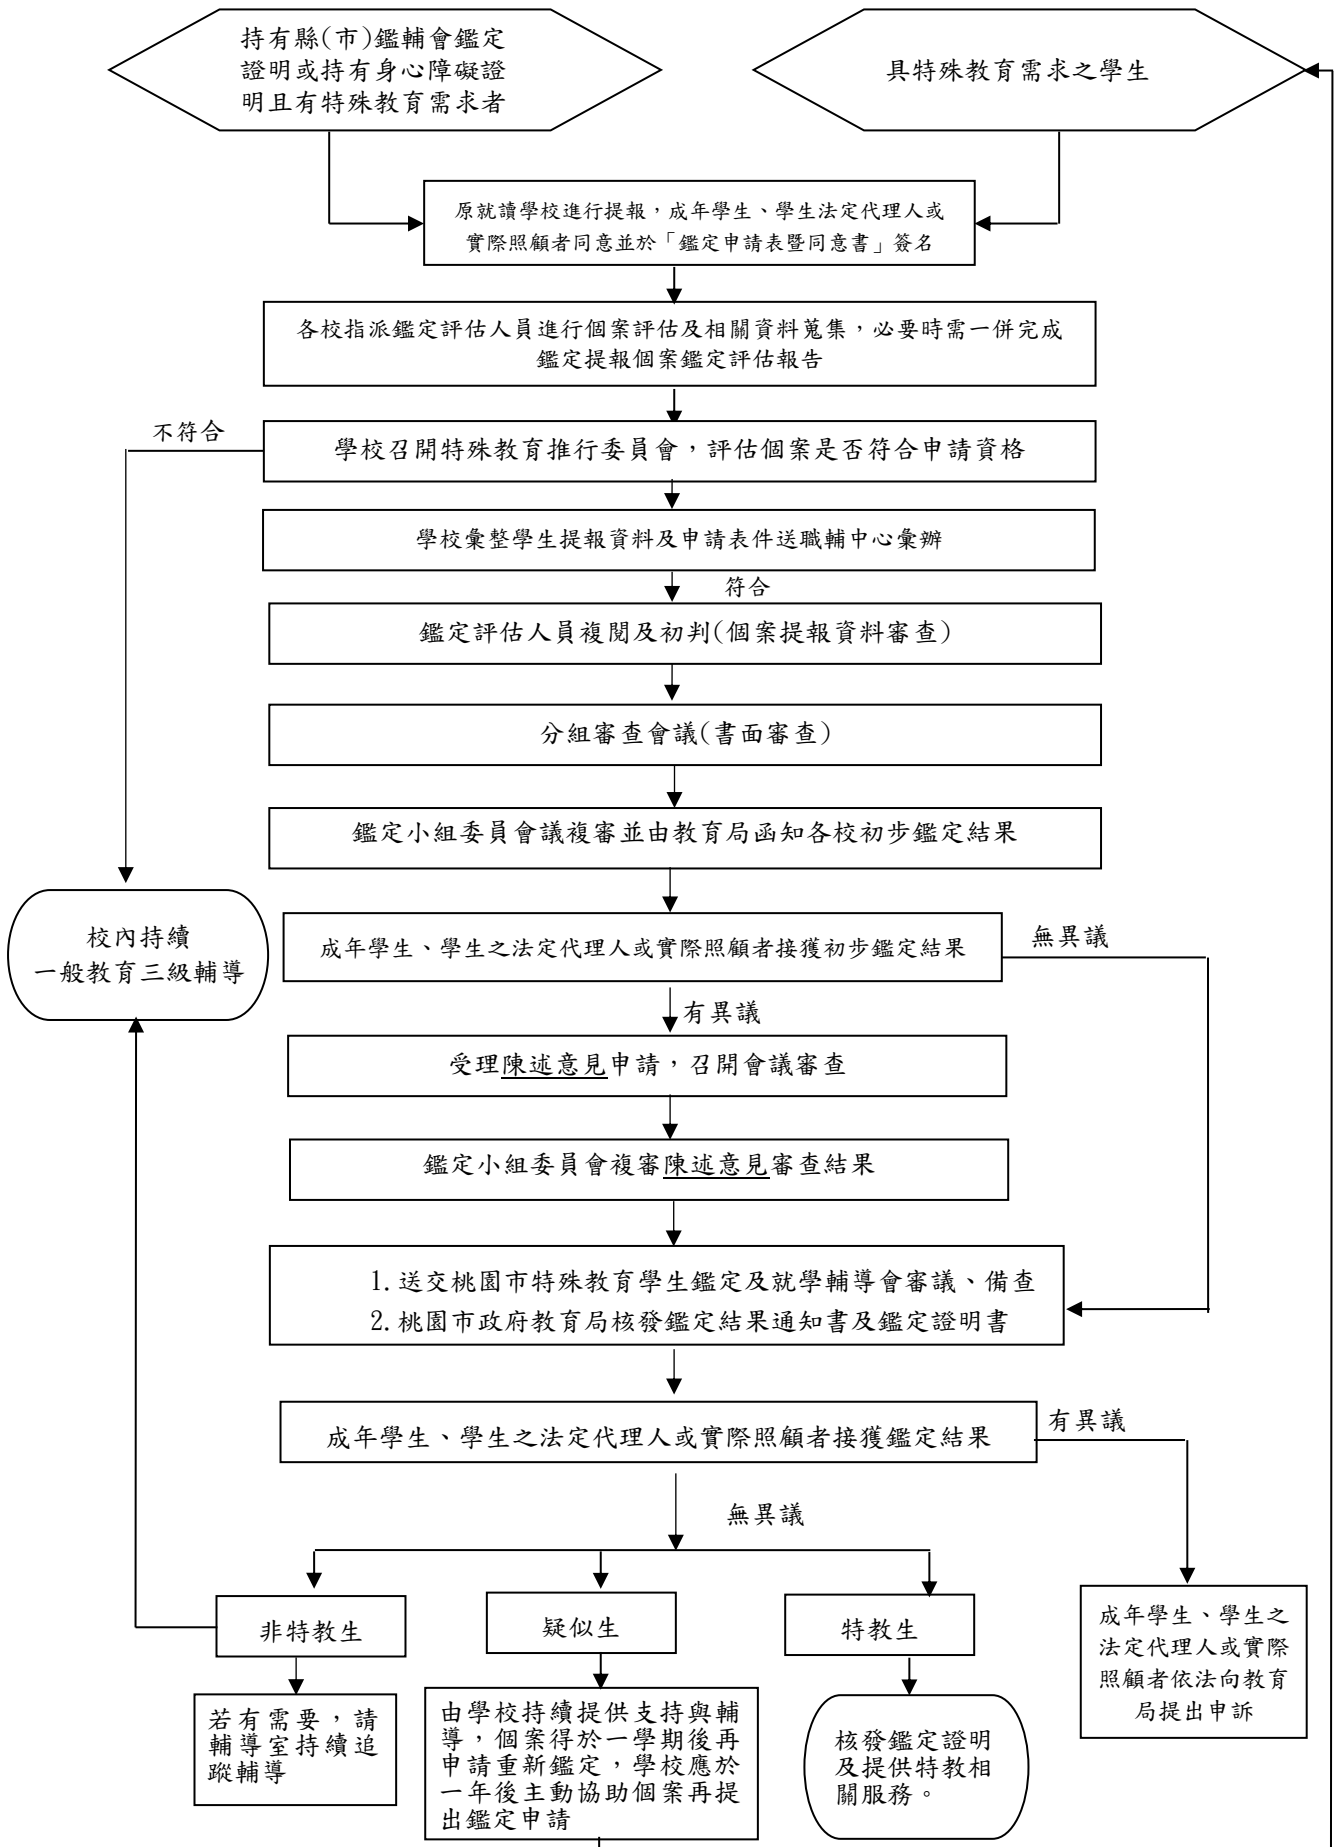 持有縣(市)鑑輔會鑑定
證明或持有身心障礙證
明且有特殊教育需求者
具特殊教育需求之學生
原就讀學校進行提報，成年學生、學生法定代理人或
實際照顧者同意並於「鑑定申請表暨同意書」簽名
各校指派鑑定評估人員進行個案評估及相關資料蒐集，必要時需一併完成
鑑定提報個案鑑定評估報告
不符合
學校召開特殊教育推行委員會，評估個案是否符合申請資格
學校彙整學生提報資料及申請表件送職輔中心彙辦
符合
鑑定評估人員複閱及初判(個案提報資料審查)
分組審查會議(書面審查)
鑑定小組委員會議複審並由教育局函知各校初步鑑定結果
校內持續
一般教育三級輔導
成年學生、學生之法定代理人或實際照顧者接獲初步鑑定結果
無異議
有異議
受理陳述意見申請，召開會議審查
鑑定小組委員會複審陳述意見審查結果
1.送交桃園市特殊教育學生鑑定及就學輔導會審議、備查
2.桃園市政府教育局核發鑑定結果通知書及鑑定證明書
成年學生、學生之法定代理人或實際照顧者接獲鑑定結果
有異議
無異議
非特教生
疑似生
特教生
成年學生、學生之
法定代理人或實際
照顧者依法向教育
局提出申訴
若有需要，請
輔導室持續追
蹤輔導
由學校持續提供支持與輔
導，個案得於一學期後再
申請重新鑑定，學校應於
一年後主動協助個案再提
出鑑定申請
核發鑑定證明
及提供特教相
關服務。